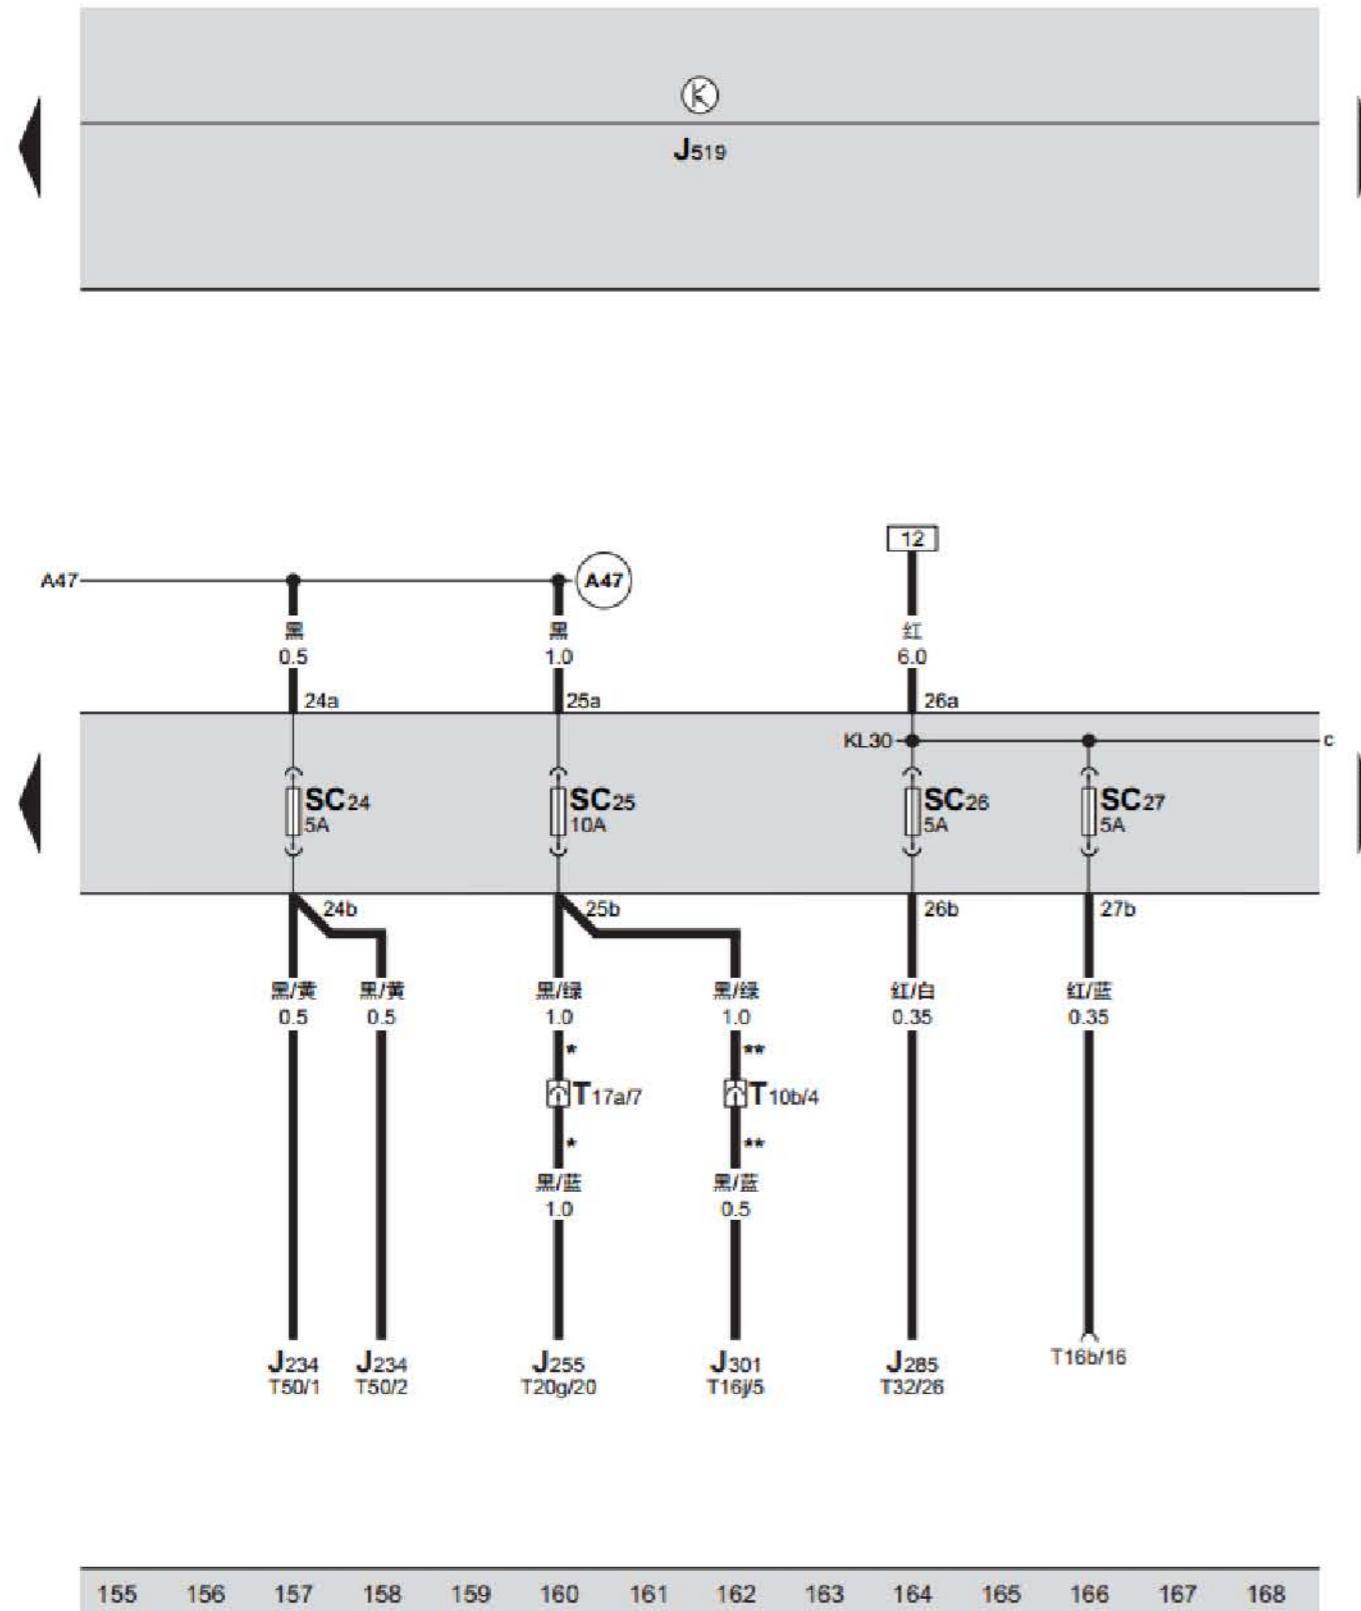 J519
12
A47 A47
黑 黑 红
0.5 1.0 6.0
24a 25a 26a
KL30 c
SC24 SC25 SC26 SC27
5A 10A 5A 5A
24b 25b 26b 27b
黑/黄 黑/黄 黑/绿 黑/绿 红/白 红/蓝
0.5 0.5 1.0 1.0 0.35 0.35
* **
T17a/7 T10b/4
* **
黑/蓝 黑/蓝
1.0 0.5
J234 J234 J255 J301 J285 T16b/16
T50/1 T50/2 T20g/20 T16j/5 T32/26
155 156 157 158 159 160 161 162 163 164 165 166 167 168